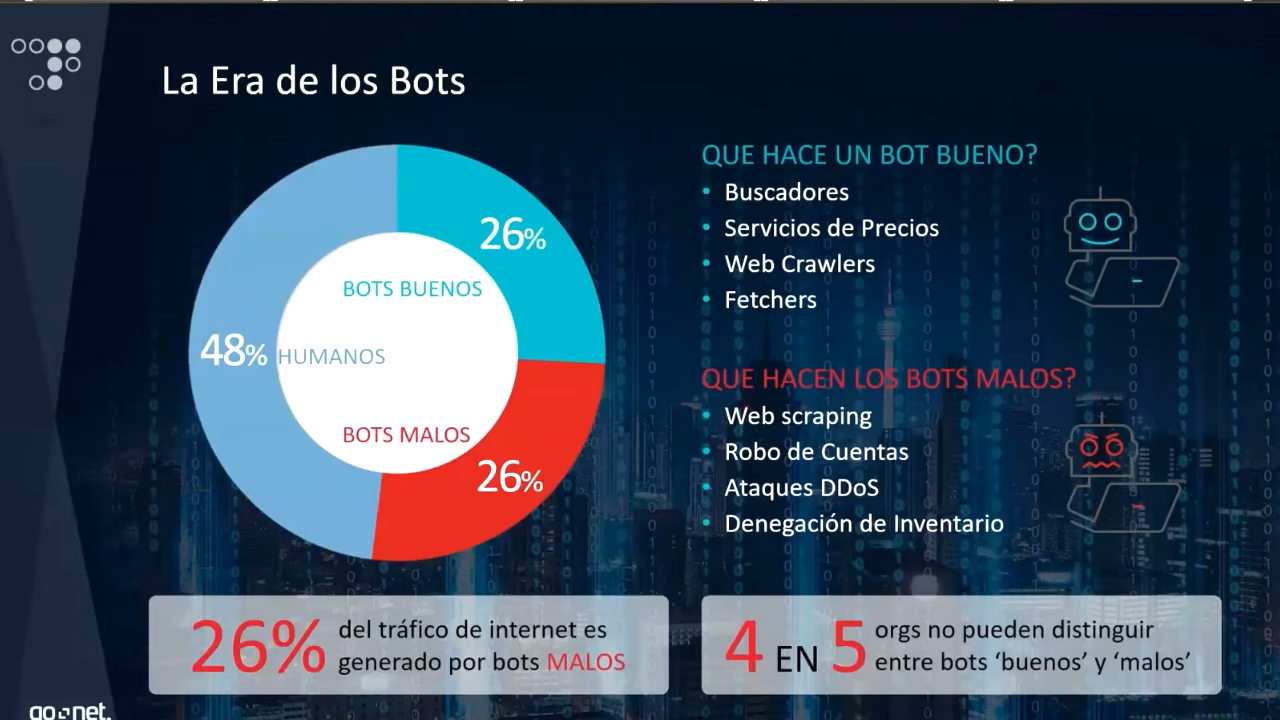 La Era de los Bots
26%
BOTS BUENOS
48% HUMANOS
BOTS MALOS
26%
QUE HACE UN BOT BUENO?
• Buscadores
• Servicios de Precios
• Web Crawlers
• Fetchers
QUE HACEN LOS BOTS MALOS?
• Web scraping
• Robo de Cuentas
• Ataques DDoS
• Denegación de Inventario
26% del tráfico de internet es
generado por bots MALOS
4 EN 5 orgs no pueden distinguir
entre bots ‘buenos’ y ‘malos’